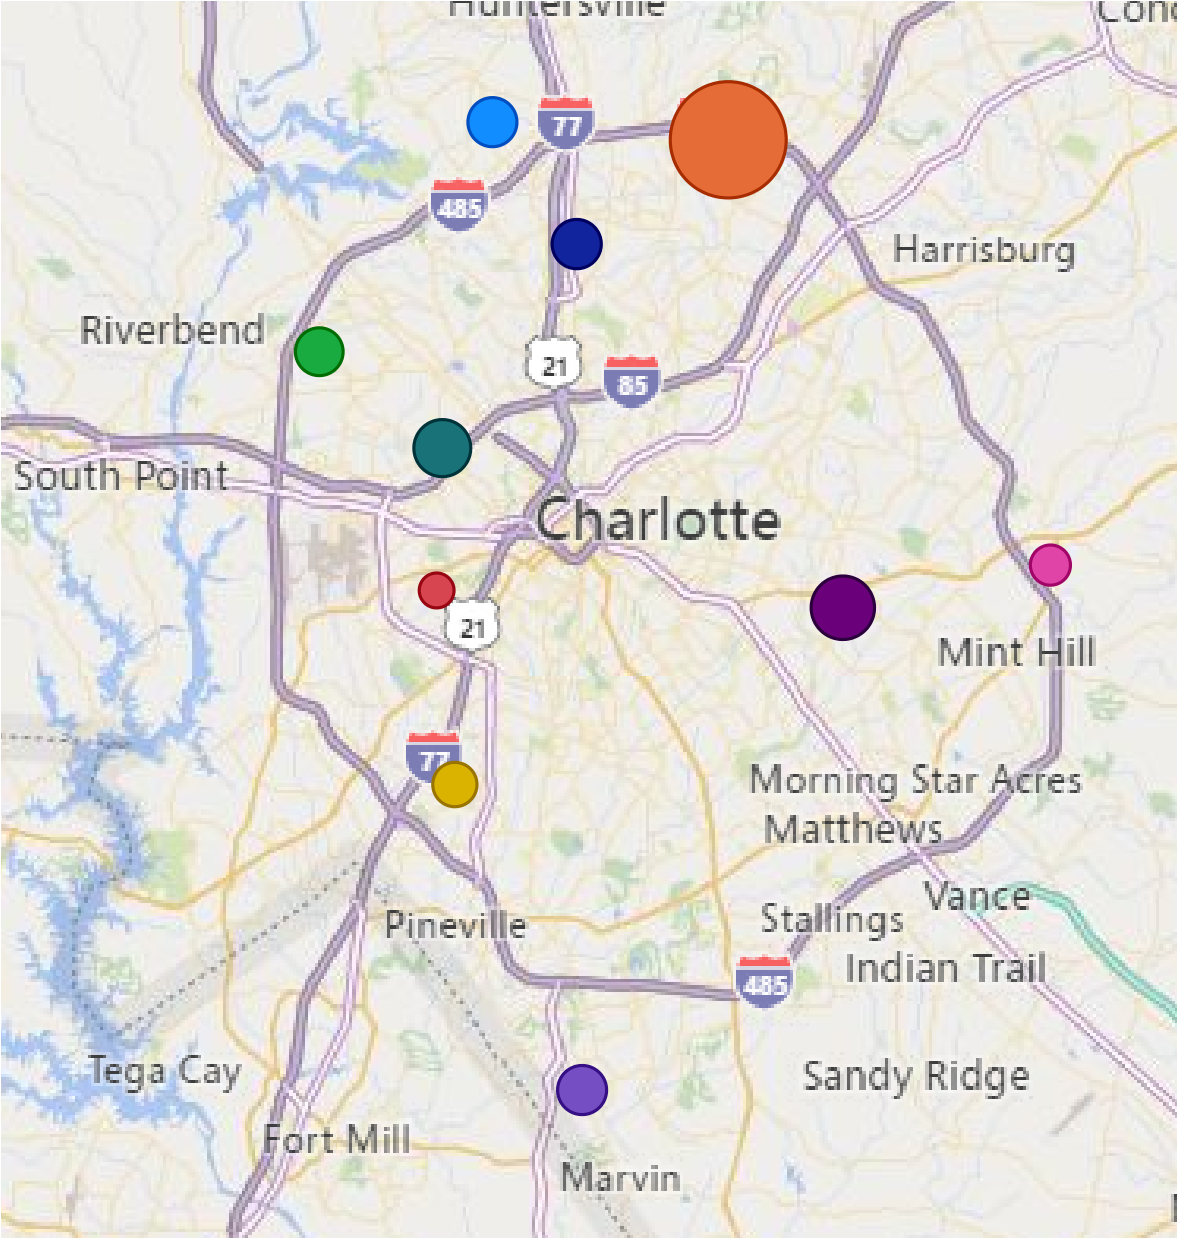 Huntersville
Conc
77
485
Harrisburg
Riverbend
21
85
South Point
Charlotte
21
Mint Hill
77
Morning Star Acres
Matthews
Vance
Stallings
Pineville
Indian Trail
485
Tega Cay
Sandy Ridge
Fort Mill
Marvin